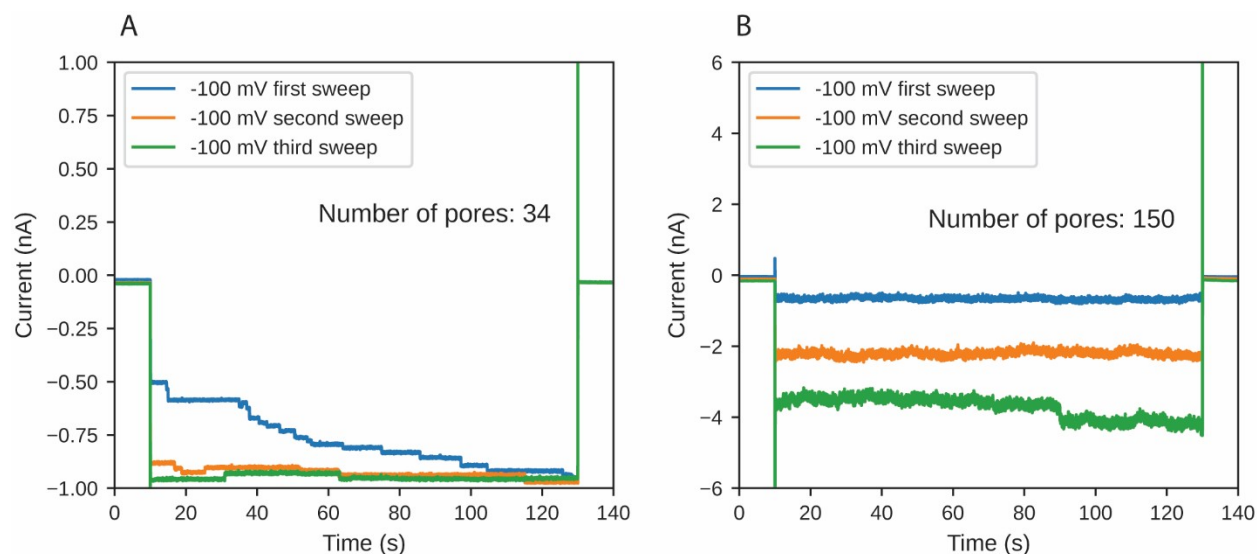 A
1.00
0.75
0.50
0.25
0.00
−0.25
−0.50
−0.75
−1.00
Current (nA)
-100 mV first sweep
-100 mV second sweep
-100 mV third sweep
Number of pores: 34
0 20 40 60 80 100 120 140
Time (s)
B
6
4
2
0
−2
−4
−6
Current (nA)
-100 mV first sweep
-100 mV second sweep
-100 mV third sweep
Number of pores: 150
0 20 40 60 80 100 120 140
Time (s)